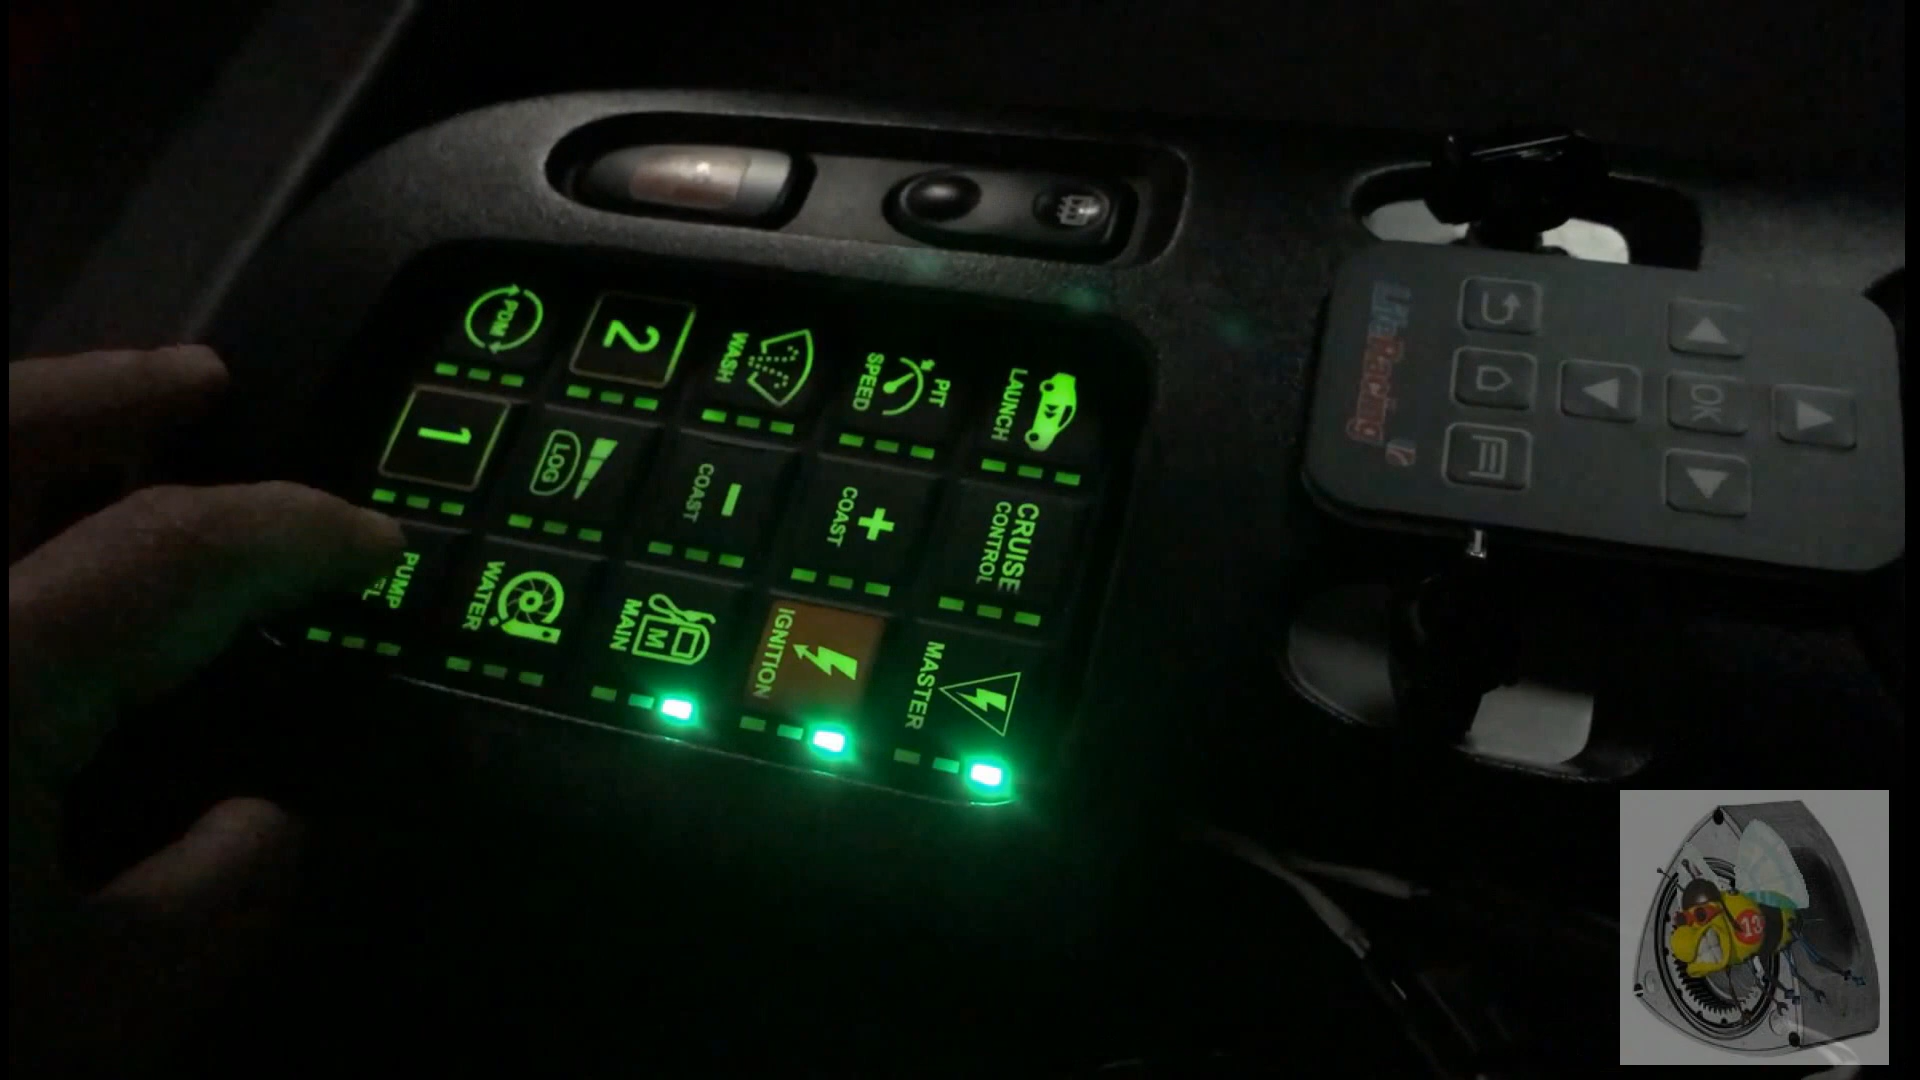 PDM
2
WASH
PIT
SPEED
LAUNCH
1
LOG
COAST
COAST
CRUISE
CONTROL
PUMP
WATER
M
MAIN
IGNITION
MASTER
OK
13